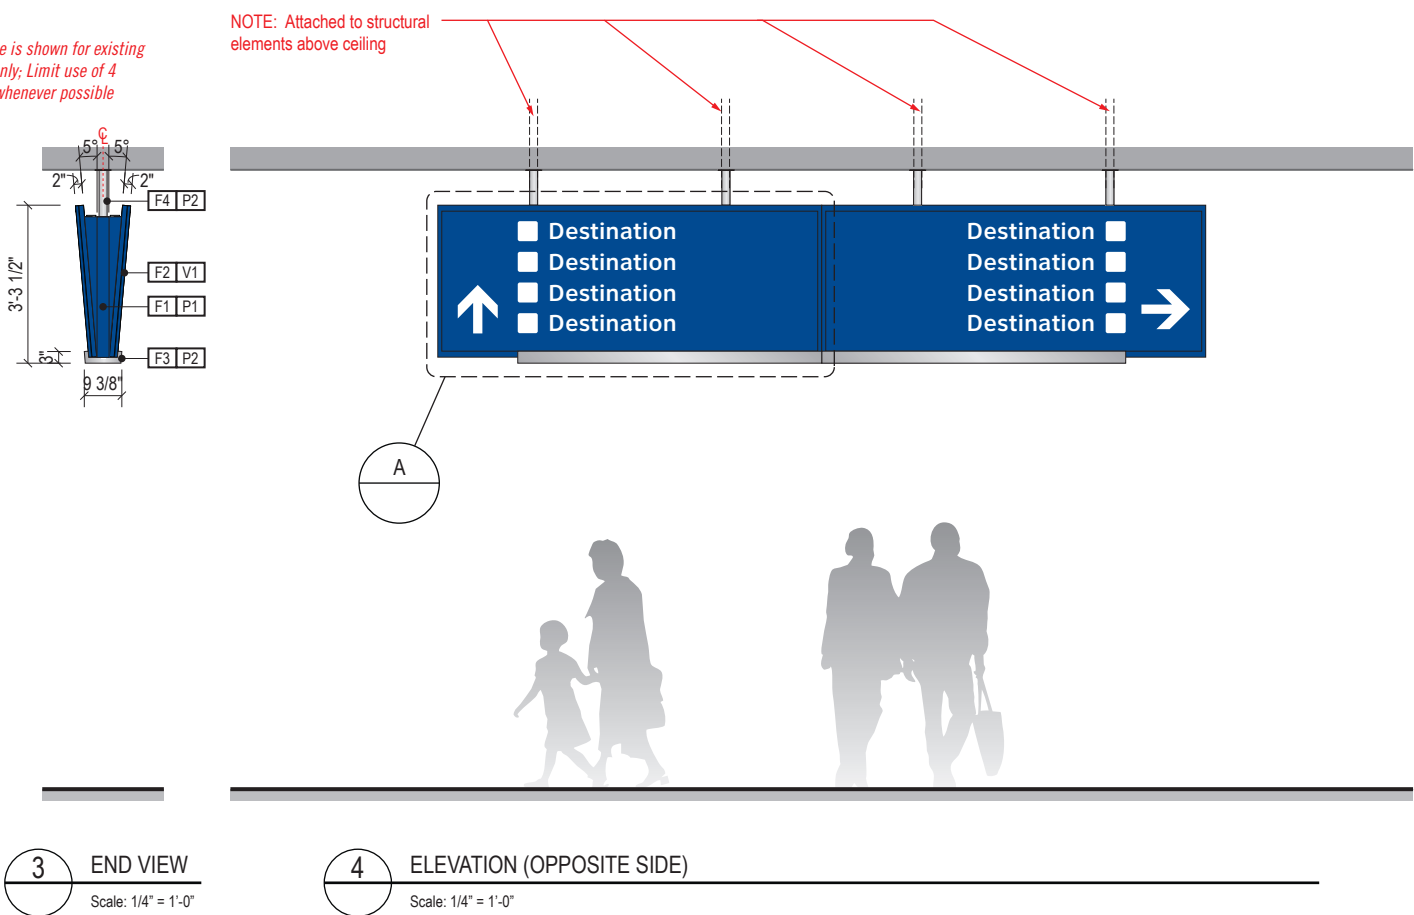 NOTE: Attached to structural
elements above ceiling
e is shown for existing
nly; Limit use of 4
whenever possible
℄
5° 5°
2" 2"
F4 P2
3'-3 1/2"
F2 V1
F1 P1
3"
F3 P2
9 3/8"
Destination
Destination
Destination
Destination
Destination
Destination
Destination
Destination
A
3 END VIEW
Scale: 1/4” = 1’-0”
4 ELEVATION (OPPOSITE SIDE)
Scale: 1/4” = 1’-0”